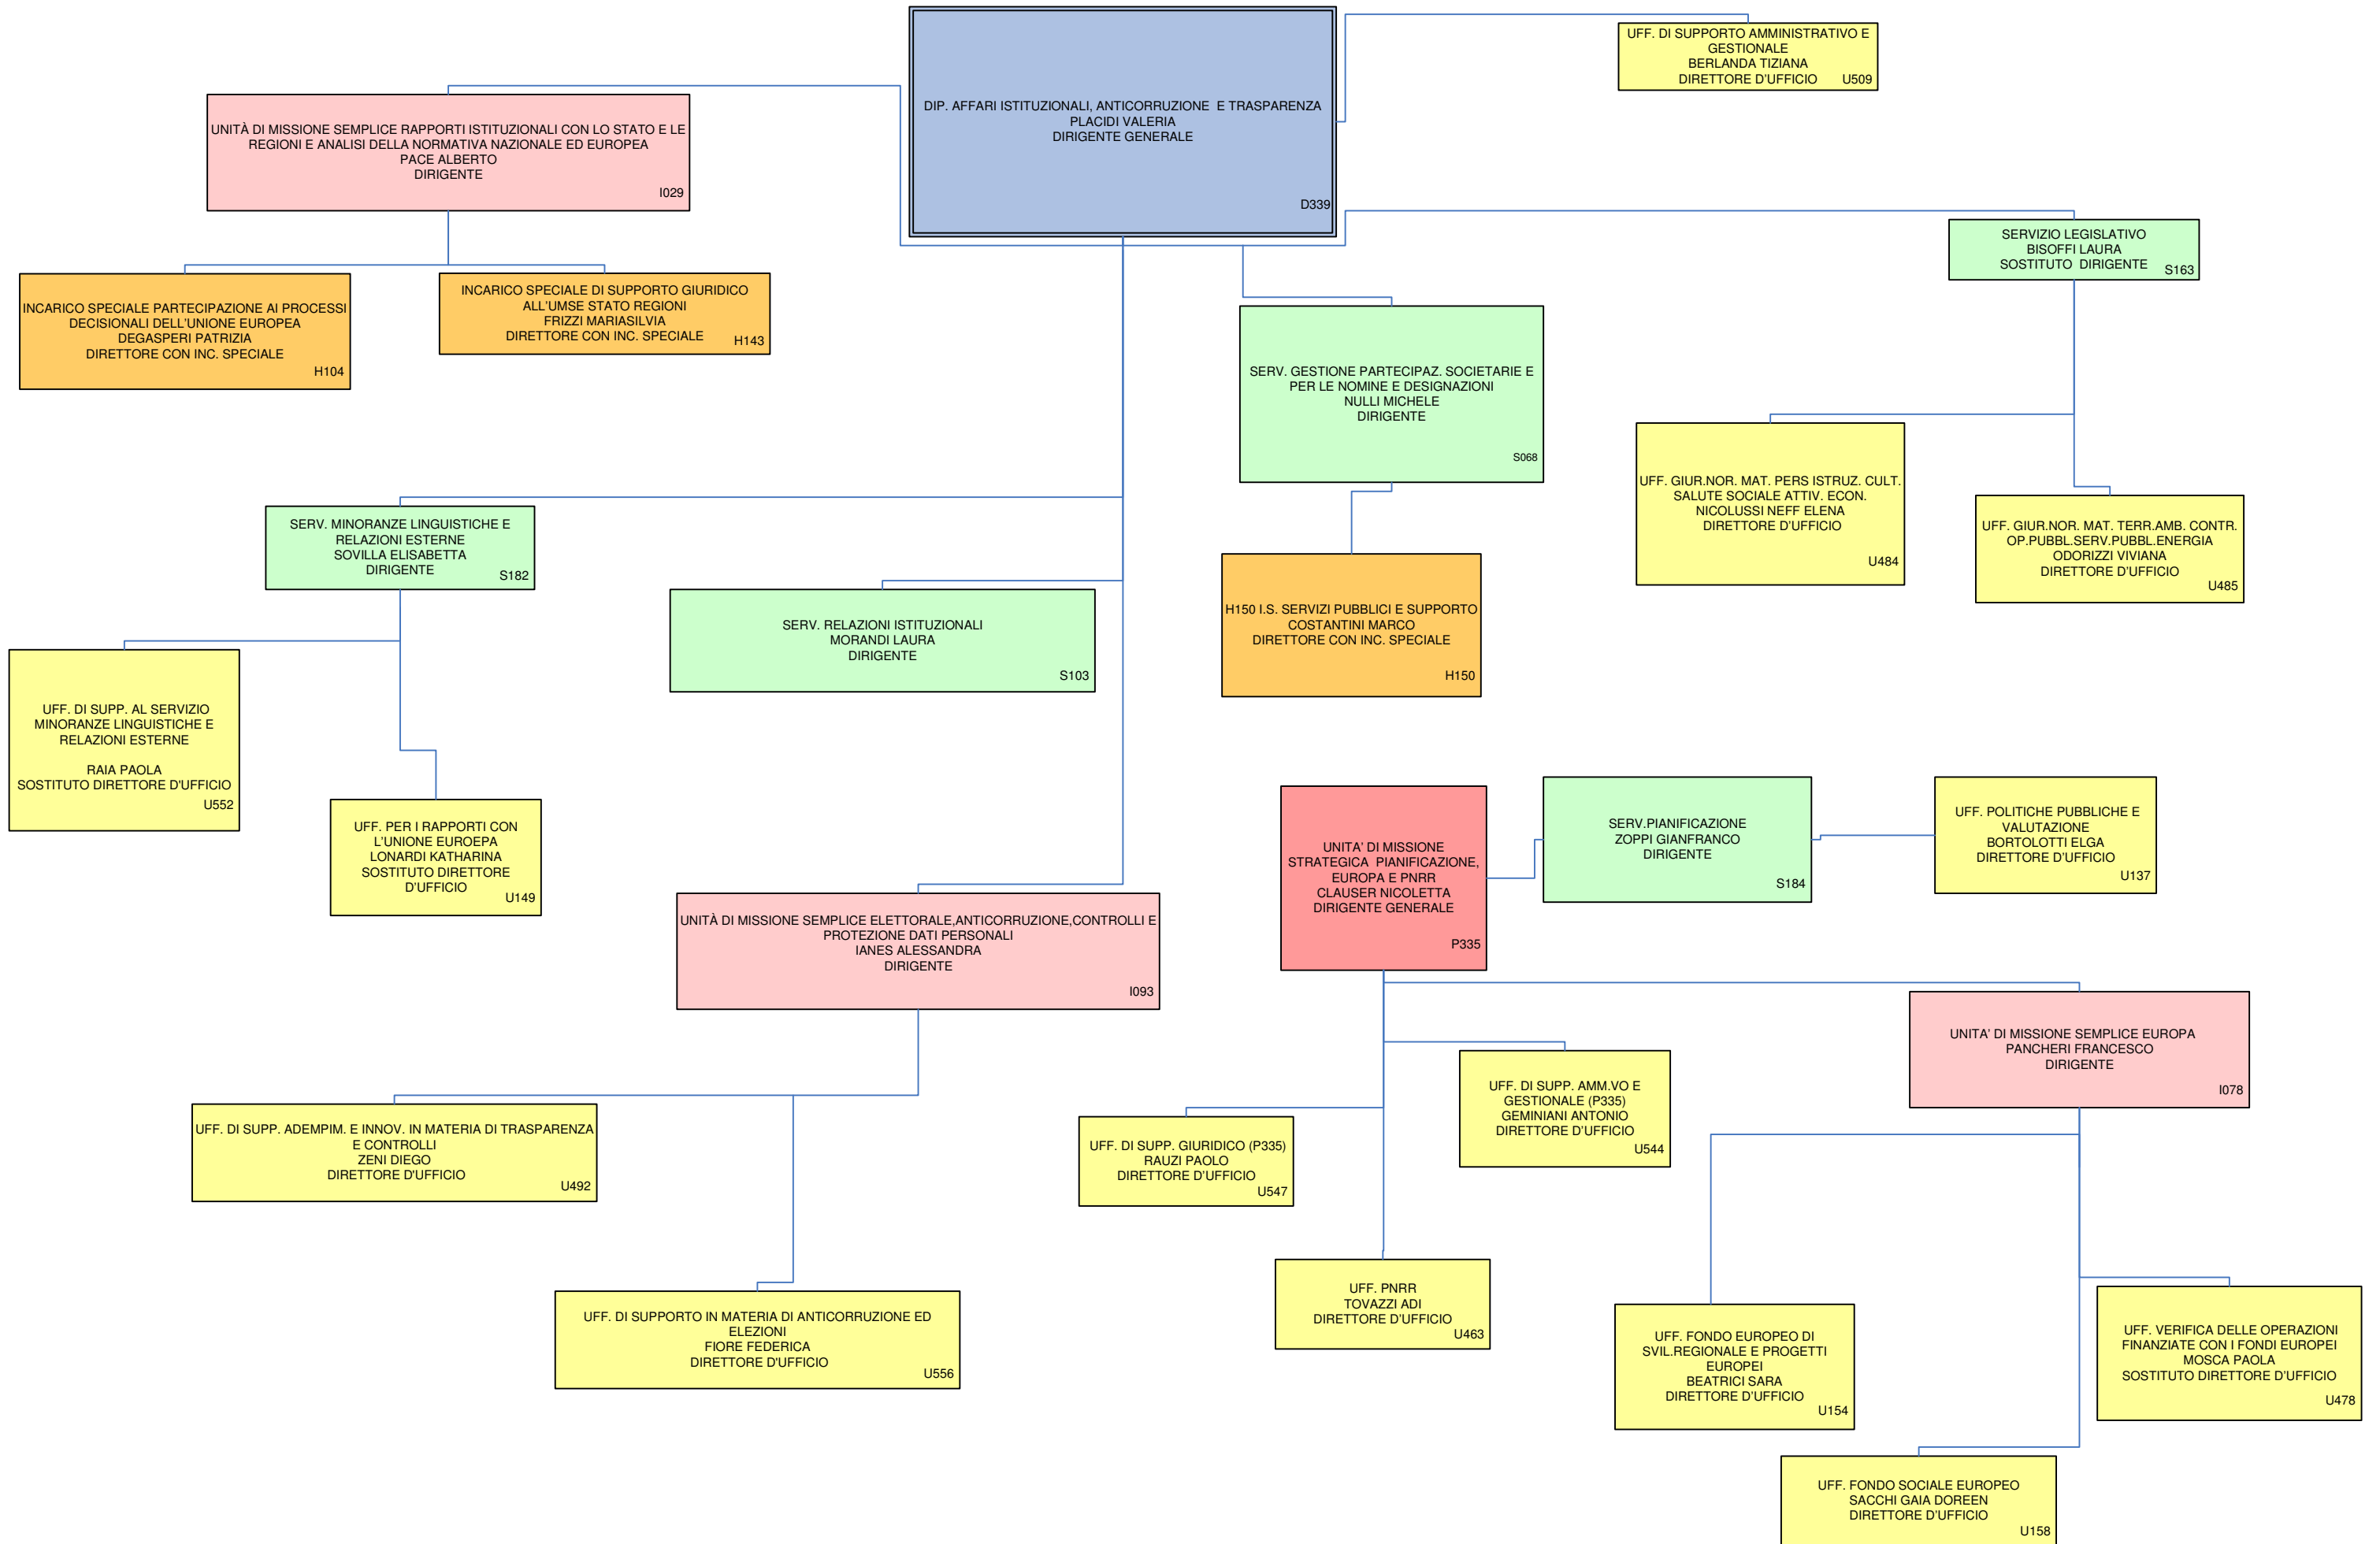 DIP. AFFARI ISTITUZIONALI, ANTICORRUZIONE  E TRASPARENZA
PLACIDI VALERIA
DIRIGENTE GENERALE
D339
UFF. DI SUPPORTO AMMINISTRATIVO E
GESTIONALE
BERLANDA TIZIANA
DIRETTORE D'UFFICIO
U509
UNITÀ DI MISSIONE SEMPLICE RAPPORTI ISTITUZIONALI CON LO STATO E LE
REGIONI E ANALISI DELLA NORMATIVA NAZIONALE ED EUROPEA
PACE ALBERTO
DIRIGENTE
I029
SERVIZIO LEGISLATIVO
BISOFFI LAURA
SOSTITUTO  DIRIGENTE
S163
INCARICO SPECIALE PARTECIPAZIONE AI PROCESSI
DECISIONALI DELL'UNIONE EUROPEA
DEGASPERI PATRIZIA
DIRETTORE CON INC. SPECIALE
H104
INCARICO SPECIALE DI SUPPORTO GIURIDICO
ALL'UMSE STATO REGIONI
FRIZZI MARIASILVIA
DIRETTORE CON INC. SPECIALE
H143
SERV. GESTIONE PARTECIPAZ. SOCIETARIE E
PER LE NOMINE E DESIGNAZIONI
NULLI MICHELE
DIRIGENTE
S068
UFF. GIUR.NOR. MAT. PERS ISTRUZ. CULT.
SALUTE SOCIALE ATTIV. ECON.
NICOLUSSI NEFF ELENA
DIRETTORE D'UFFICIO
U484
UFF. GIUR.NOR. MAT. TERR.AMB. CONTR.
OP.PUBBL.SERV.PUBBL.ENERGIA
ODORIZZI VIVIANA
DIRETTORE D'UFFICIO
U485
SERV. MINORANZE LINGUISTICHE E
RELAZIONI ESTERNE
SOVILLA ELISABETTA
DIRIGENTE
S182
SERV. RELAZIONI ISTITUZIONALI
MORANDI LAURA
DIRIGENTE
S103
H150 I.S. SERVIZI PUBBLICI E SUPPORTO
COSTANTINI MARCO
DIRETTORE CON INC. SPECIALE
H150
UFF. DI SUPP. AL SERVIZIO
MINORANZE LINGUISTICHE E
RELAZIONI ESTERNE
RAIA PAOLA
SOSTITUTO DIRETTORE D'UFFICIO
U552
UFF. PER I RAPPORTI CON
L'UNIONE EUROEPA
LONARDI KATHARINA
SOSTITUTO DIRETTORE
D'UFFICIO
U149
UNITA' DI MISSIONE
STRATEGICA  PIANIFICAZIONE,
EUROPA E PNRR
CLAUSER NICOLETTA
DIRIGENTE GENERALE
P335
SERV.PIANIFICAZIONE
ZOPPI GIANFRANCO
DIRIGENTE
S184
UFF. POLITICHE PUBBLICHE E
VALUTAZIONE
BORTOLOTTI ELGA
DIRETTORE D'UFFICIO
U137
UNITÀ DI MISSIONE SEMPLICE ELETTORALE,ANTICORRUZIONE,CONTROLLI E
PROTEZIONE DATI PERSONALI
IANES ALESSANDRA
DIRIGENTE
I093
UNITA' DI MISSIONE SEMPLICE EUROPA
PANCHERI FRANCESCO
DIRIGENTE
I078
UFF. DI SUPP. AMM.VO E
GESTIONALE (P335)
GEMINIANI ANTONIO
DIRETTORE D'UFFICIO
U544
UFF. DI SUPP. ADEMPIM. E INNOV. IN MATERIA DI TRASPARENZA
E CONTROLLI
ZENI DIEGO
DIRETTORE D'UFFICIO
U492
UFF. DI SUPP. GIURIDICO (P335)
RAUZI PAOLO
DIRETTORE D'UFFICIO
U547
UFF. PNRR
TOVAZZI ADI
DIRETTORE D'UFFICIO
U463
UFF. DI SUPPORTO IN MATERIA DI ANTICORRUZIONE ED
ELEZIONI
FIORE FEDERICA
DIRETTORE D'UFFICIO
U556
UFF. FONDO EUROPEO DI
SVIL.REGIONALE E PROGETTI
EUROPEI
BEATRICI SARA
DIRETTORE D'UFFICIO
U154
UFF. VERIFICA DELLE OPERAZIONI
FINANZIATE CON I FONDI EUROPEI
MOSCA PAOLA
SOSTITUTO DIRETTORE D'UFFICIO
U478
UFF. FONDO SOCIALE EUROPEO
SACCHI GAIA DOREEN
DIRETTORE D'UFFICIO
U158